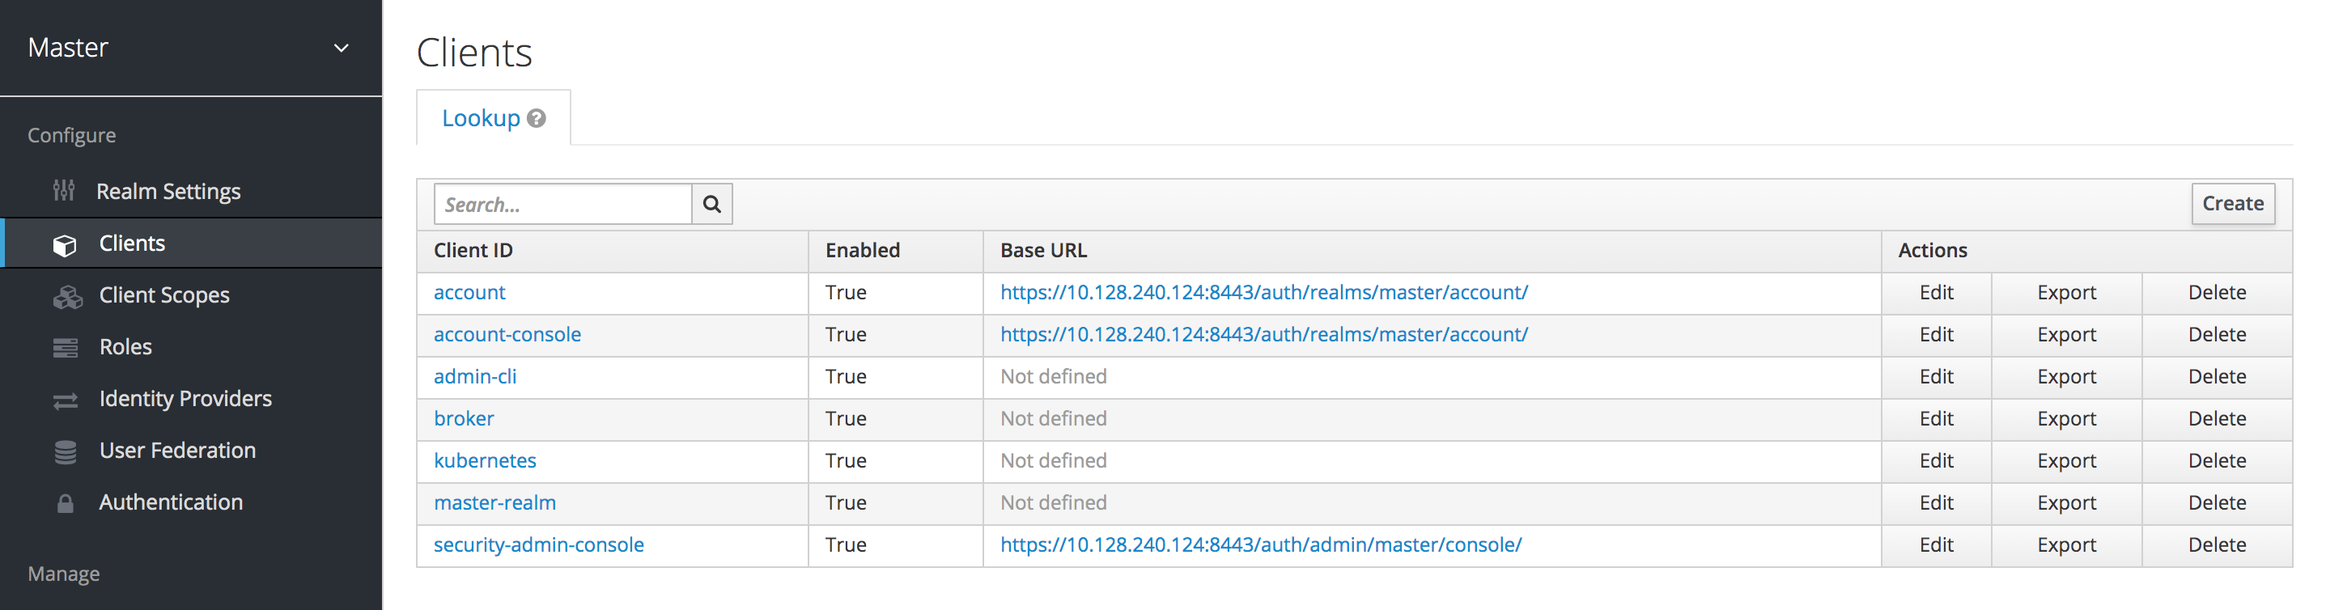 Master
Configure
Realm Settings
Clients
Client Scopes
Roles
Identity Providers
User Federation
Authentication
Manage
Clients
Lookup ?
Search...
Create
Client ID Enabled Base URL Actions
account True https://10.128.240.124:8443/auth/realms/master/account/ Edit Export Delete
account-console True https://10.128.240.124:8443/auth/realms/master/account/ Edit Export Delete
admin-cli True Not defined Edit Export Delete
broker True Not defined Edit Export Delete
kubernetes True Not defined Edit Export Delete
master-realm True Not defined Edit Export Delete
security-admin-console True https://10.128.240.124:8443/auth/admin/master/console/ Edit Export Delete